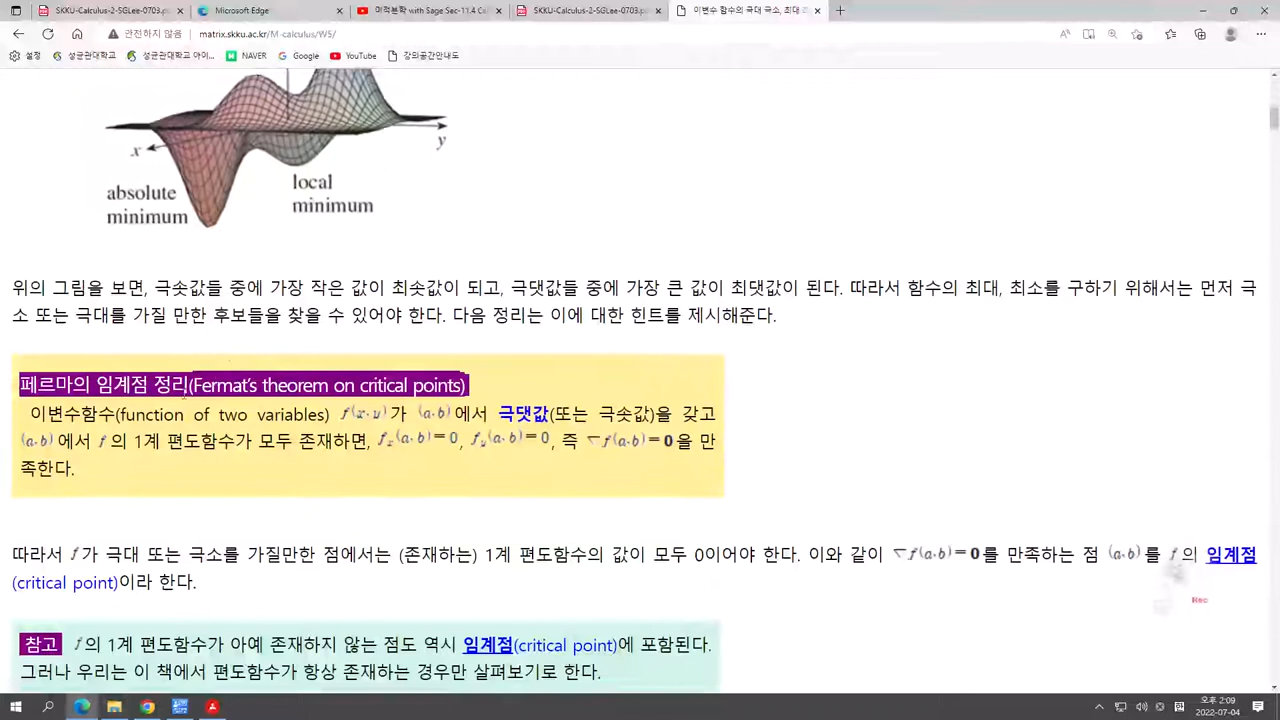 SKKU-Calculus-2-SGLee-0703.pc
Microsoft Edge
미적분학 with Sage Sec-11.4 Cal
SKKU-Calculus-2-SGLee-0703.pc
이변수 함수의 극대 극소, 최대 최
안전하지 않음
matrix.skku.ac.kr/M-calculus/W5/
설정
성균관대학교
성균관대학교 아이...
NAVER
Google
YouTube
강의공간안내도
x
y
absolute minimum
local minimum
위의 그림을 보면, 극솟값들 중에 가장 작은 값이 최솟값이 되고, 극댓값들 중에 가장 큰 값이 최댓값이 된다. 따라서 함수의 최대, 최소를 구하기 위해서는 먼저 극
소 또는 극대를 가질 만한 후보들을 찾을 수 있어야 한다. 다음 정리는 이에 대한 힌트를 제시해준다.
페르마의 임계점 정리(Fermat's theorem on critical points)
이변수함수(function of two variables) f(x,y)가 (a,b)에서 극댓값(또는 극솟값)을 갖고
(a,b)에서 f의 1계 편도함수가 모두 존재하면, f_x(a,b)=0, f_y(a,b)=0, 즉 ∇f(a,b)=0을 만
족한다.
따라서 f가 극대 또는 극소를 가질만한 점에서는 (존재하는) 1계 편도함수의 값이 모두 0이어야 한다. 이와 같이 ∇f(a,b)=0를 만족하는 점 (a,b)를 f의 임계점
(critical point)이라 한다.
Rec
참고 f의 1계 편도함수가 아예 존재하지 않는 점도 역시 임계점(critical point)에 포함된다.
그러나 우리는 이 책에서 편도함수가 항상 존재하는 경우만 살펴보기로 한다.
오후 2:09
2022-07-04